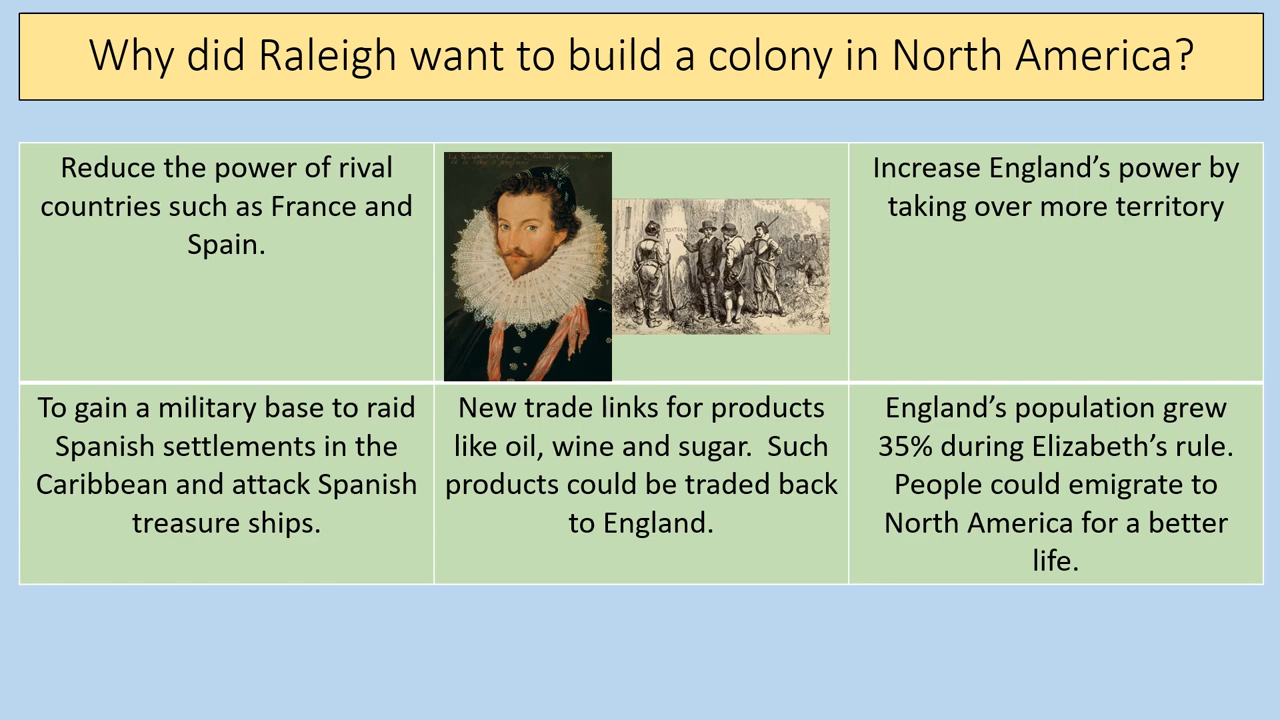 Why did Raleigh want to build a colony in North America?
Reduce the power of rival
countries such as France and
Spain.
Increase England’s power by
taking over more territory
To gain a military base to raid
Spanish settlements in the
Caribbean and attack Spanish
treasure ships.
New trade links for products
like oil, wine and sugar.  Such
products could be traded back
to England.
England’s population grew
35% during Elizabeth’s rule.
People could emigrate to
North America for a better
life.